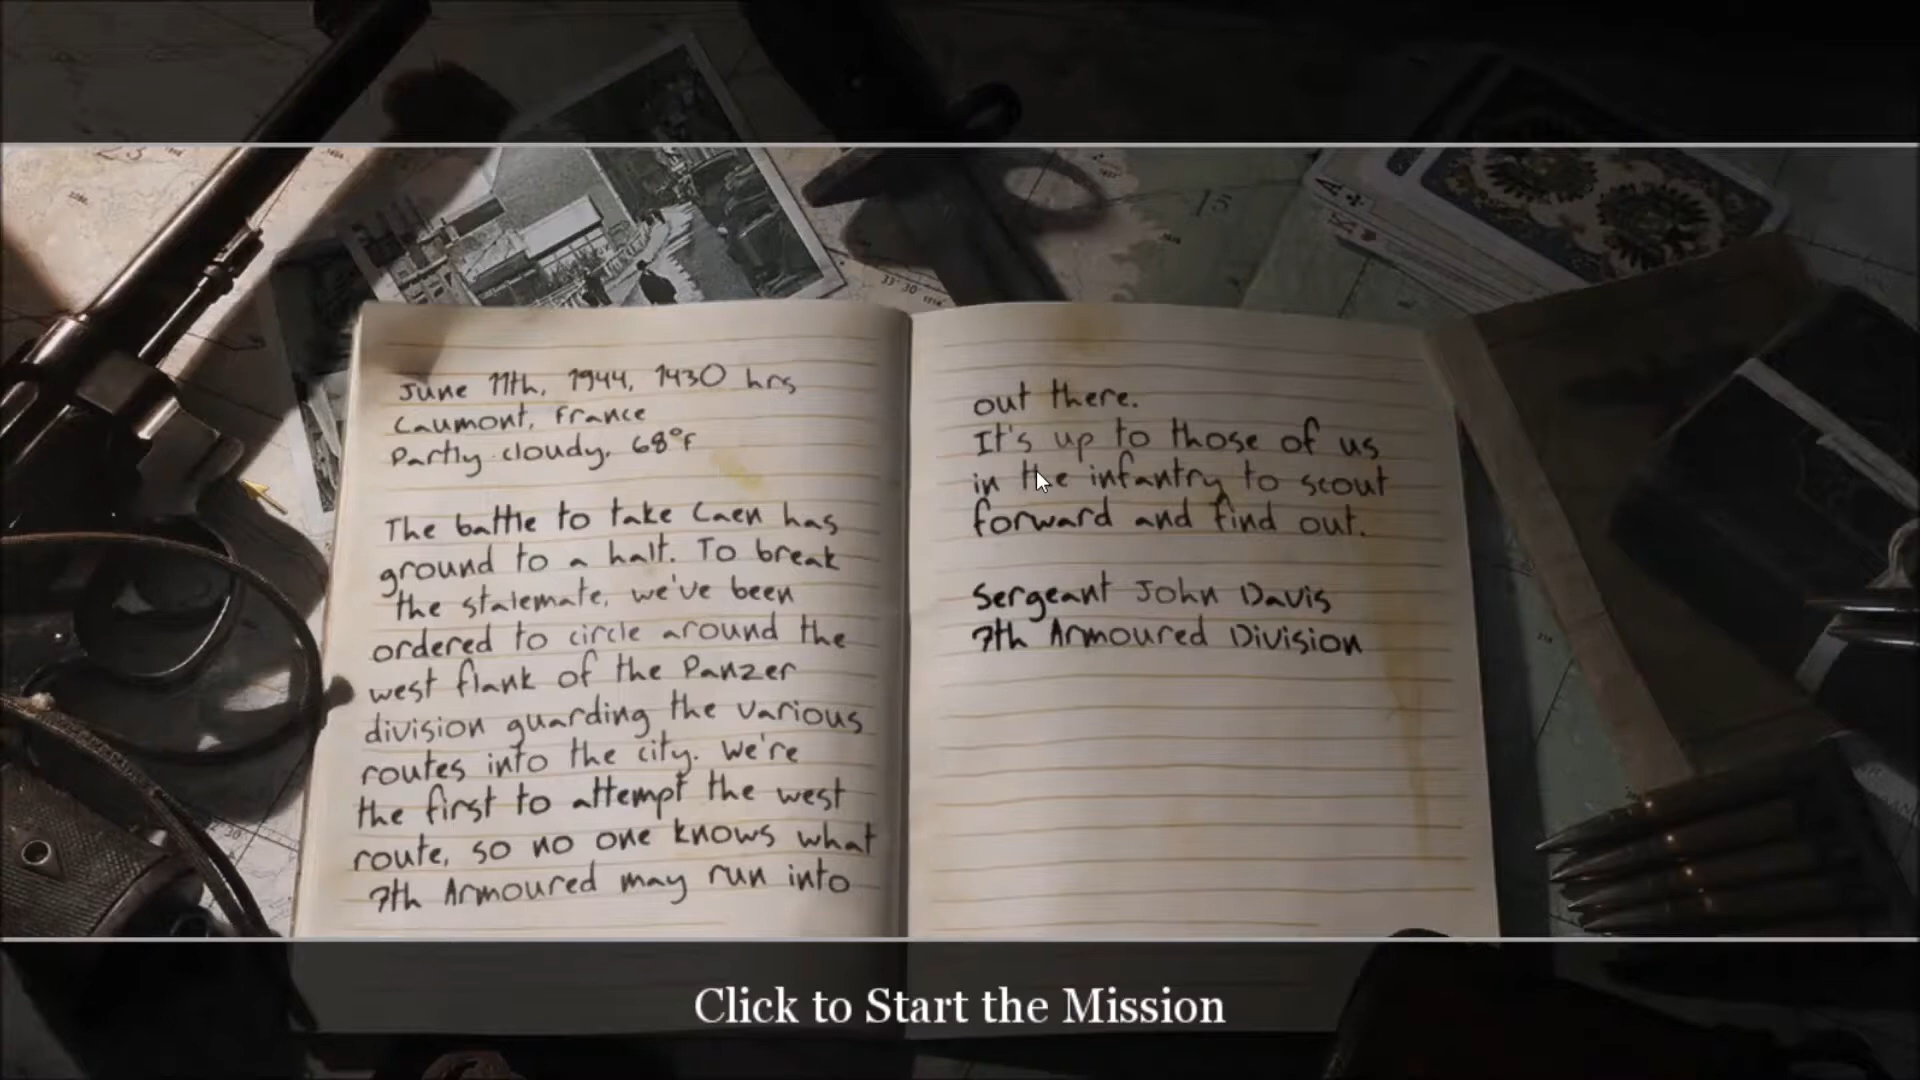 15
33° 30'
June 11th, 1944, 1430 hrs
Caumont, France
Partly cloudy, 68°F
The battle to take Caen has
ground to a halt. To break
the stalemate, we've been
ordered to circle around the
west flank of the Panzer
division guarding the various
routes into the city. We're
the first to attempt the west
route, so no one knows what
7th Armoured may run into
out there.
It's up to those of us
in the infantry to scout
forward and find out.
Sergeant John Davis
7th Armoured Division
Click to Start the Mission